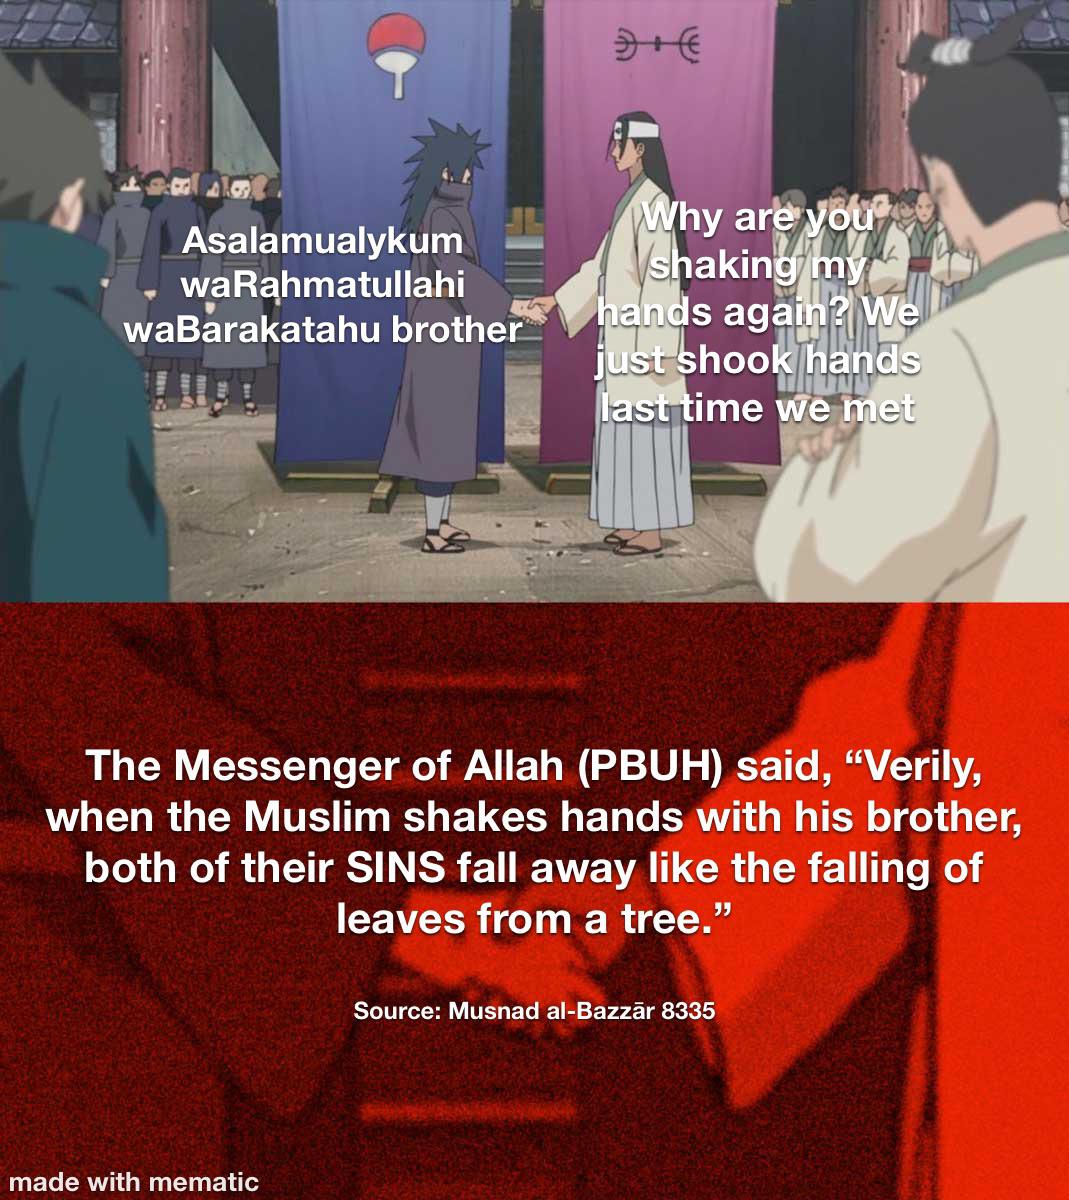 Asalamualykum
waRahmatullahi
waBarakatahu brother
Why are you
shaking my
hands again? We
just shook hands
last time we met
The Messenger of Allah (PBUH) said, “Verily,
when the Muslim shakes hands with his brother,
both of their SINS fall away like the falling of
leaves from a tree.”
Source: Musnad al-Bazzār 8335
made with mematic